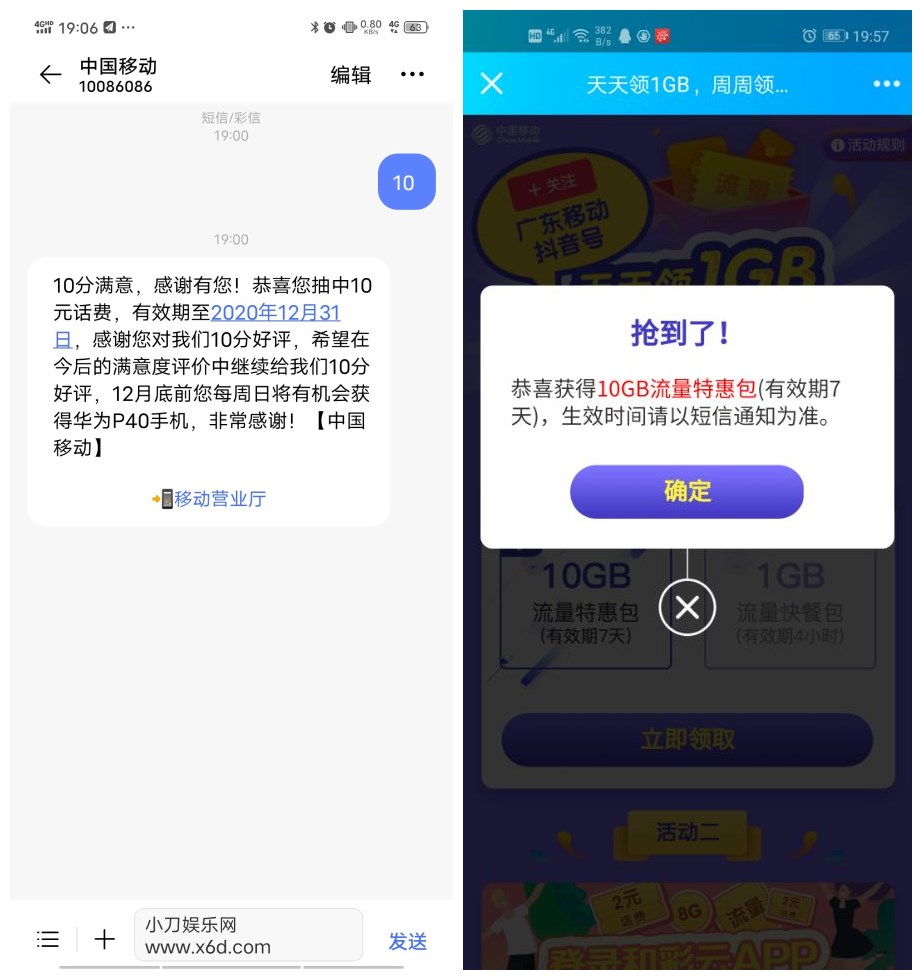 4GHD 19:06 ··· 0.80 KB/s 4G 63
中国移动
10086086
编辑 ···
短信/彩信
19:00
10
19:00
10分满意，感谢有您！恭喜您抽中10
元话费，有效期至2020年12月31
日，感谢您对我们10分好评，希望在
今后的满意度评价中继续给我们10分
好评，12月底前您每周日将有机会获
得华为P40手机，非常感谢！【中国
移动】
移动营业厅
小刀娱乐网
www.x6d.com
发送
HD 4G 382 B/s 65 19:57
天天领1GB，周周领...
中国移动
China Mobile
活动规则
+关注
广东移动
抖音号
流量
天天领1GB
抢到了！
恭喜获得10GB流量特惠包(有效期7
天)，生效时间请以短信通知为准。
确定
10GB
流量特惠包
(有效期7天)
1GB
流量快餐包
(有效期4小时)
立即领取
活动二
2元
话费
8G
流量
2元
登录和彩云APP